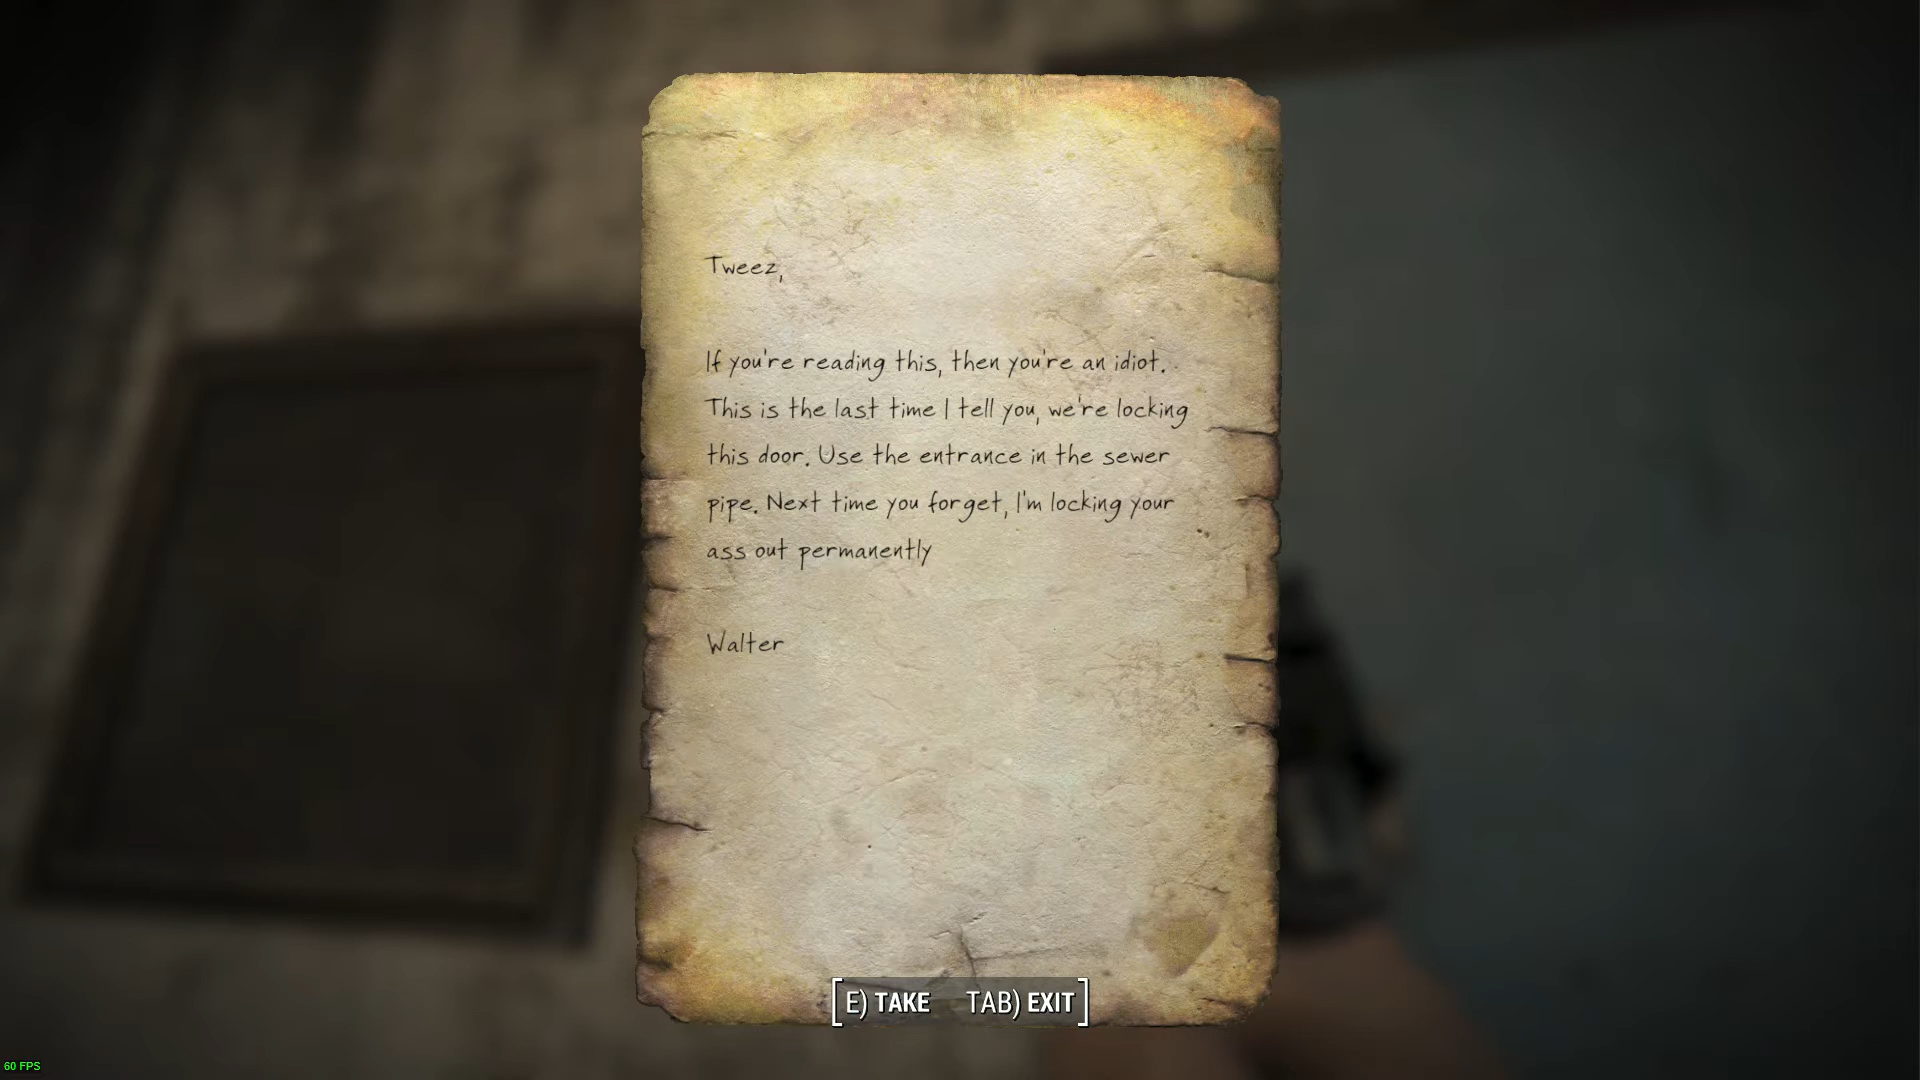 Tweez,
If you're reading this, then you're an idiot.
This is the last time I tell you, we're locking
this door. Use the entrance in the sewer
pipe. Next time you forget, I'm locking your
ass out permanently
Walter
[E) TAKE TAB) EXIT]
60 FPS